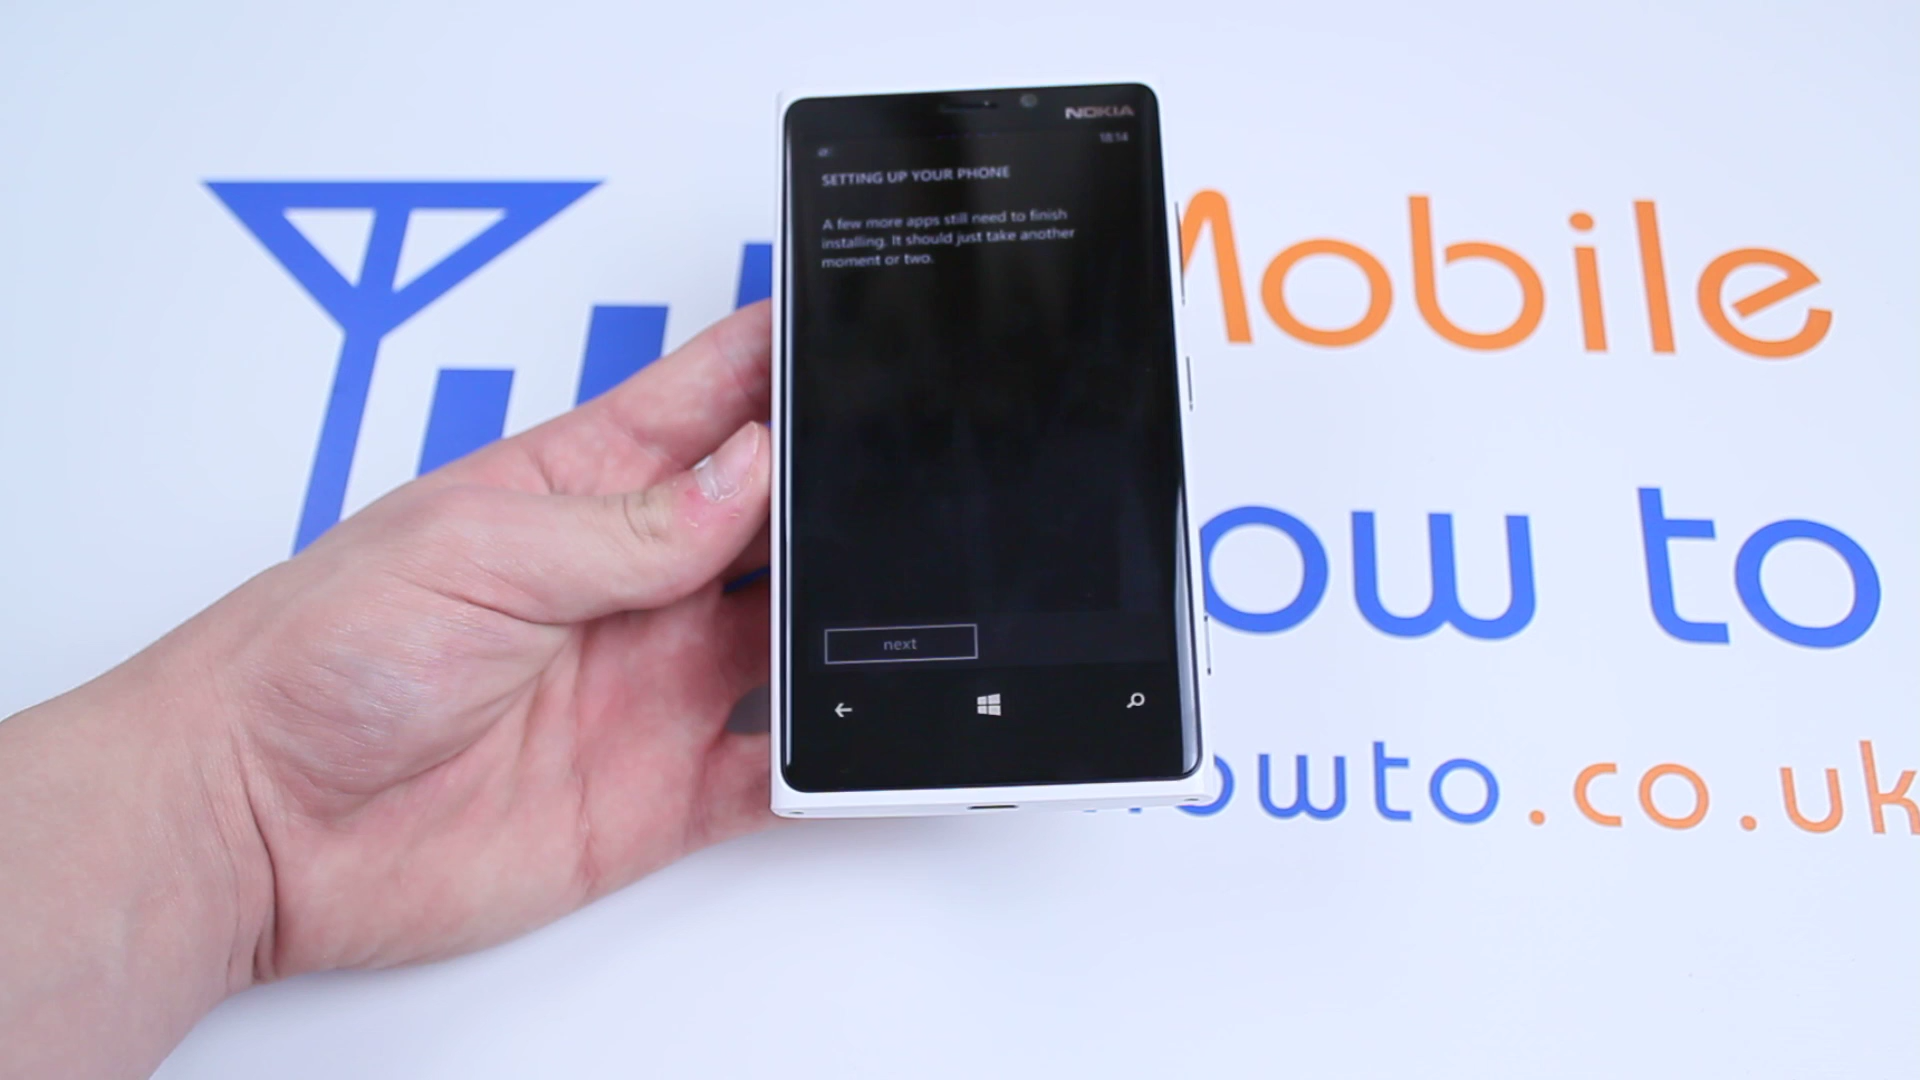 NOKIA
18:14
SETTING UP YOUR PHONE
A few more apps still need to finish
installing. It should just take another
moment or two.
next
Mobile
ow to
owto.co.uk